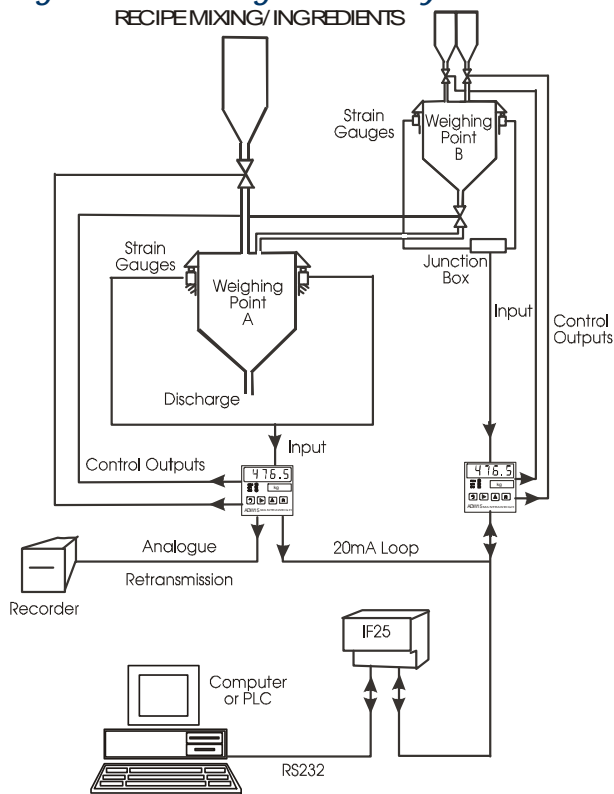 RECIPE MIXING/ INGREDIENTS
Strain
Gauges
Weighing
Point
B
Strain
Gauges
Weighing
Point
A
Junction
Box
Input
Control
Outputs
Discharge
Input
Control Outputs
476.5
kg
476.5
kg
Analogue
Retransmission
20mA Loop
Recorder
IF25
Computer
or PLC
RS232